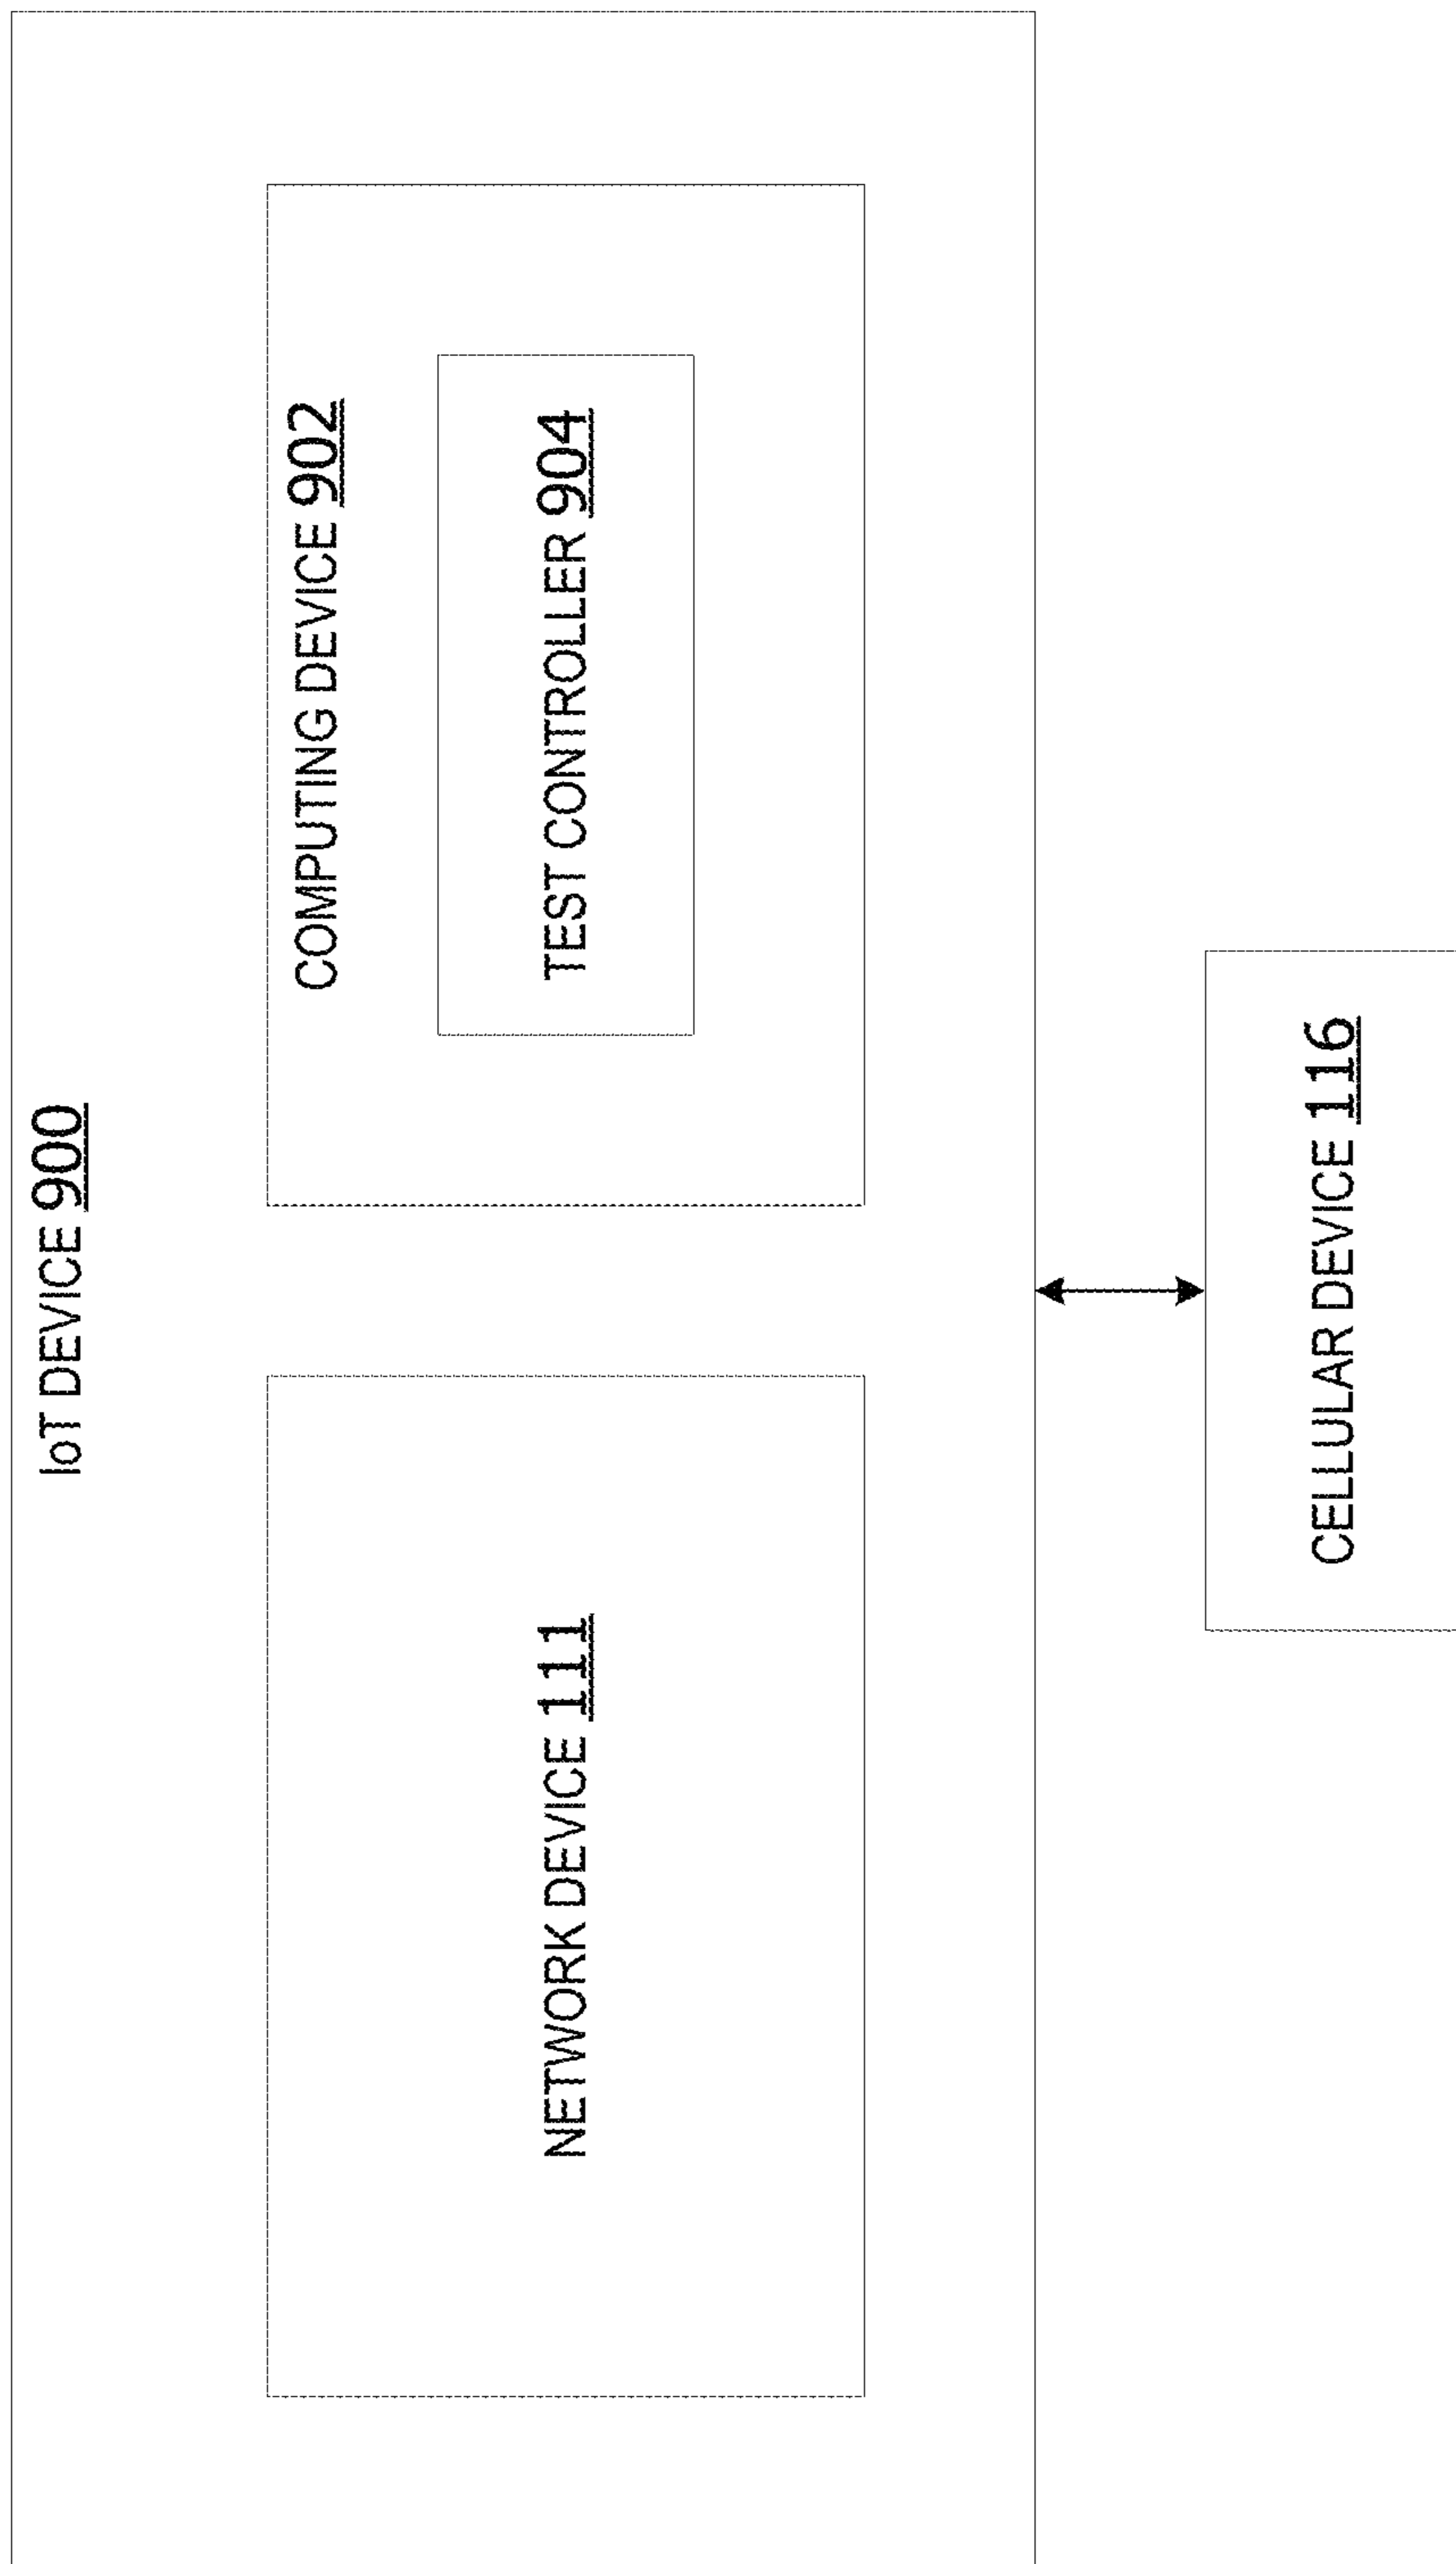 IoT DEVICE 900
NETWORK DEVICE 111
COMPUTING DEVICE 902
TEST CONTROLLER 904
CELLULAR DEVICE 116